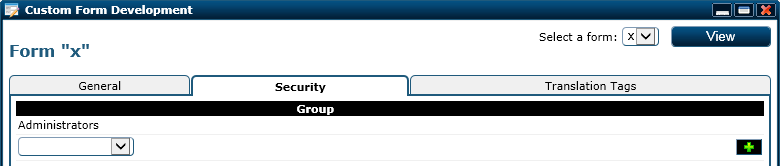 Custom Form Development
Select a form: x View
Form "x"
General Security Translation Tags
Group
Administrators